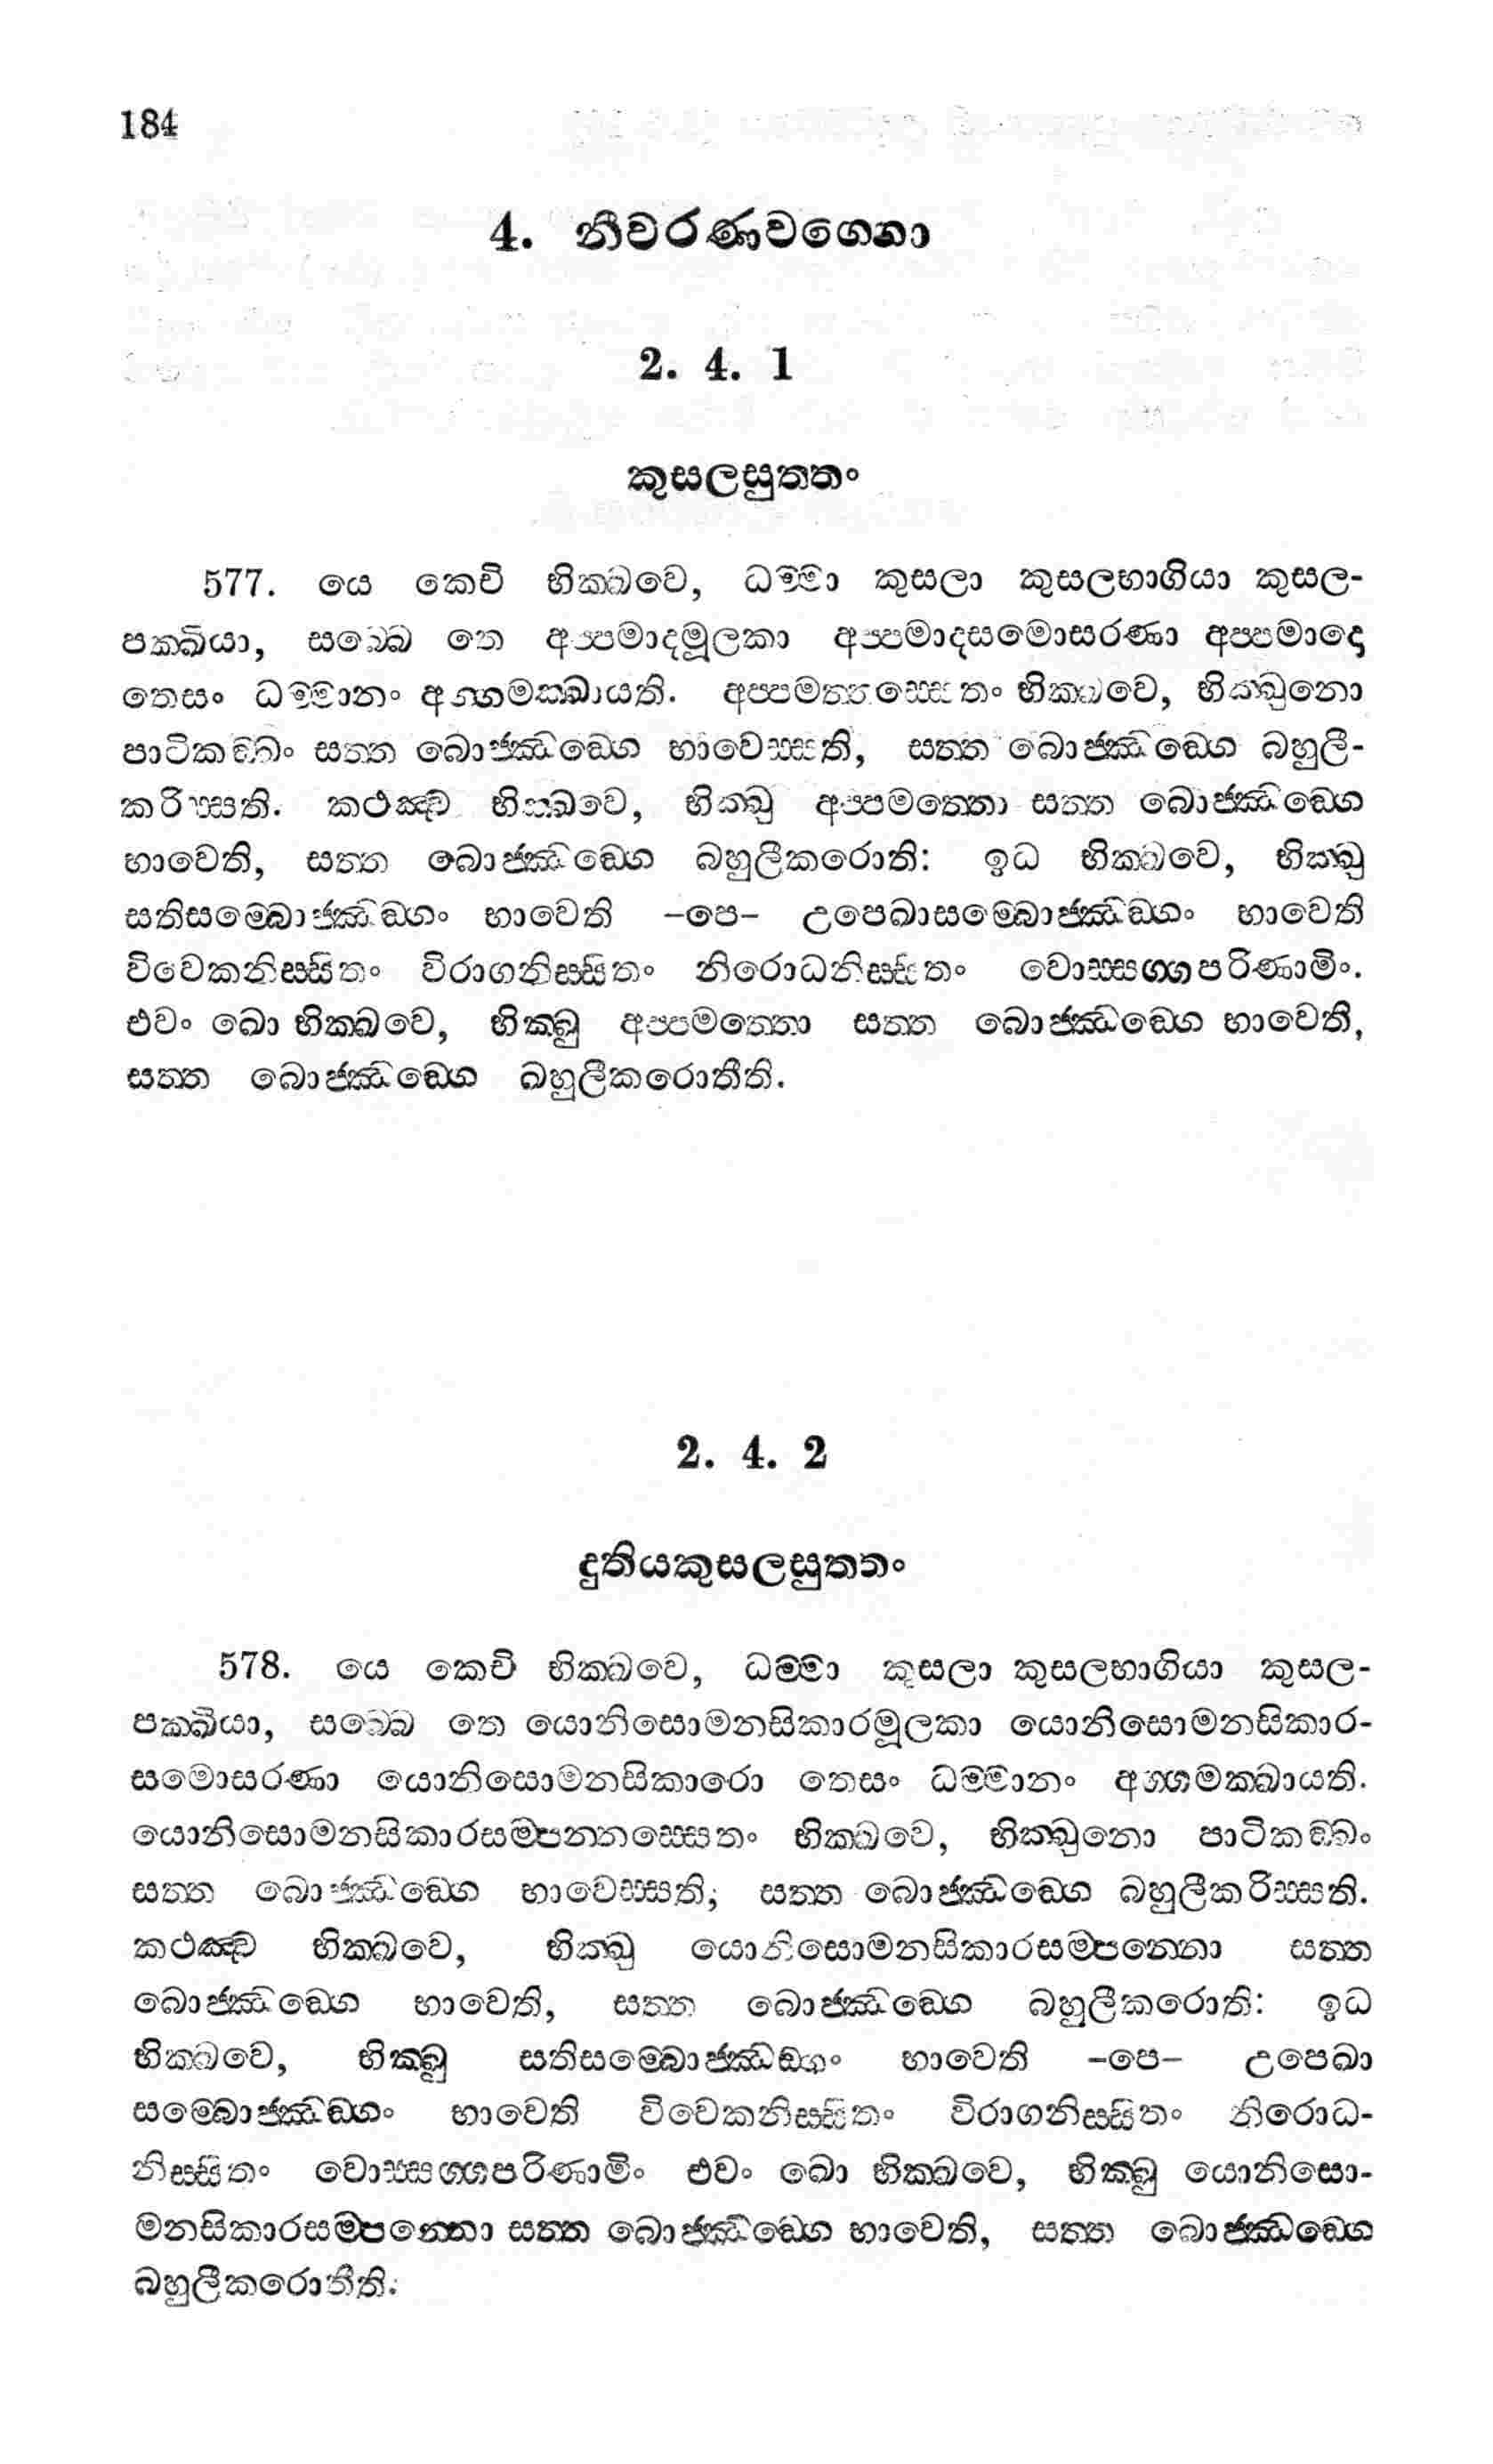 184
4. නීවරණවග්ගො
2. 4. 1
කුසලසුත්තං
577. යෙ කෙචි භික්ඛවෙ, ධම්මා කුසලා කුසලභාගියා කුසල-
පක්ඛියා, සබ්බෙ තෙ අප්පමාදමූලකා අප්පමාදසමොසරණා අප්පමාදො
තෙසං ධම්මානං අග්ගමක්ඛායති. අප්පමත්තස්සෙතං භික්ඛවෙ, භික්ඛුනො
පාටිකඞ්ඛං සත්ත බොජ්ඣඞ්ගෙ භාවෙස්සති, සත්ත බොජ්ඣඞ්ගෙ බහුලී-
කරිස්සති. කථඤ්ච භික්ඛවෙ, භික්ඛු අප්පමත්තො සත්ත බොජ්ඣඞ්ගෙ
භාවෙති, සත්ත බොජ්ඣඞ්ගෙ බහුලීකරොති: ඉධ භික්ඛවෙ, භික්ඛු
සතිසම්බොජ්ඣඞ්ගං භාවෙති -පෙ- උපෙඛාසම්බොජ්ඣඞ්ගං භාවෙති
විවෙකනිස්සිතං විරාගනිස්සිතං නිරොධනිස්සිතං වොස්සග්ගපරිණාමිං.
එවං ඛො භික්ඛවෙ, භික්ඛු අප්පමත්තො සත්ත බොජ්ඣඞ්ගෙ භාවෙති,
සත්ත බොජ්ඣඞ්ගෙ ඛහුලීකරොතීති.
2. 4. 2
දුතියකුසලසුත්තං
578. යෙ කෙචි භික්ඛවෙ, ධම්මා කුසලා කුසලභාගියා කුසල-
පක්ඛියා, සබ්බෙ තෙ යොනිසොමනසිකාරමූලකා යොනිසොමනසිකාර-
සමොසරණා යොනිසොමනසිකාරො තෙසං ධම්මානං අග්ගමක්ඛායති.
යොනිසොමනසිකාරසම්පන්නස්සෙතං භික්ඛවෙ, භික්ඛුනො පාටිකඞ්ඛං
සත්ත බොජ්ඣඞ්ගෙ භාවෙස්සති, සත්ත බොජ්ඣඞ්ගෙ බහුලීකරිස්සති.
කථඤ්ච භික්ඛවෙ, භික්ඛු යොනිසොමනසිකාරසම්පන්නො සත්ත
බොජ්ඣඞ්ගෙ භාවෙති, සත්ත බොජ්ඣඞ්ගෙ බහුලීකරොති: ඉධ
භික්ඛවෙ, භික්ඛු සතිසම්බොජ්ඣඞ්ගං භාවෙති -පෙ- උපෙඛා
සම්බොජ්ඣඞ්ගං භාවෙති විවෙකනිස්සිතං විරාගනිස්සිතං නිරොධ-
නිස්සිතං වොස්සග්ගපරිණාමිං එවං ඛො භික්ඛවෙ, භික්ඛු යොනිසො-
මනසිකාරසම්පන්නො සත්ත බොජ්ඣඞ්ගෙ භාවෙති, සත්ත බොජ්ඣඞ්ගෙ
බහුලීකරොතීති.